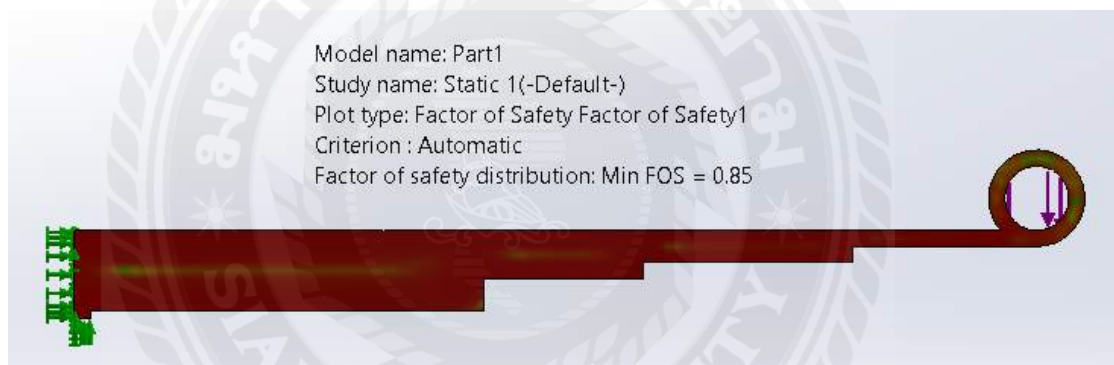 Model name: Part1
Study name: Static 1(-Default-)
Plot type: Factor of Safety Factor of Safety1
Criterion : Automatic
Factor of safety distribution: Min FOS = 0.85